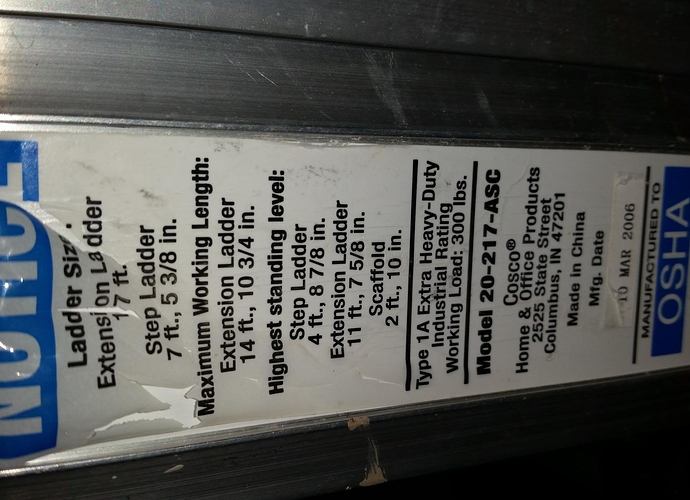 NOTICE
Ladder Size:
Extension Ladder
17 ft.
Step Ladder
7 ft., 5 3/8 in.
Maximum Working Length:
Extension Ladder
14 ft., 10 3/4 in.
Highest standing level:
Step Ladder
4 ft., 8 7/8 in.
Extension Ladder
11 ft., 7 5/8 in.
Scaffold
2 ft., 10 in.
Type 1A Extra Heavy-Duty
Industrial Rating
Working Load: 300 lbs.
Model 20-217-ASC
Cosco®
Home & Office Products
2525 State Street
Columbus, IN 47201
Made in China
Mfg. Date
10 MAR 2006
MANUFACTURED TO
OSHA